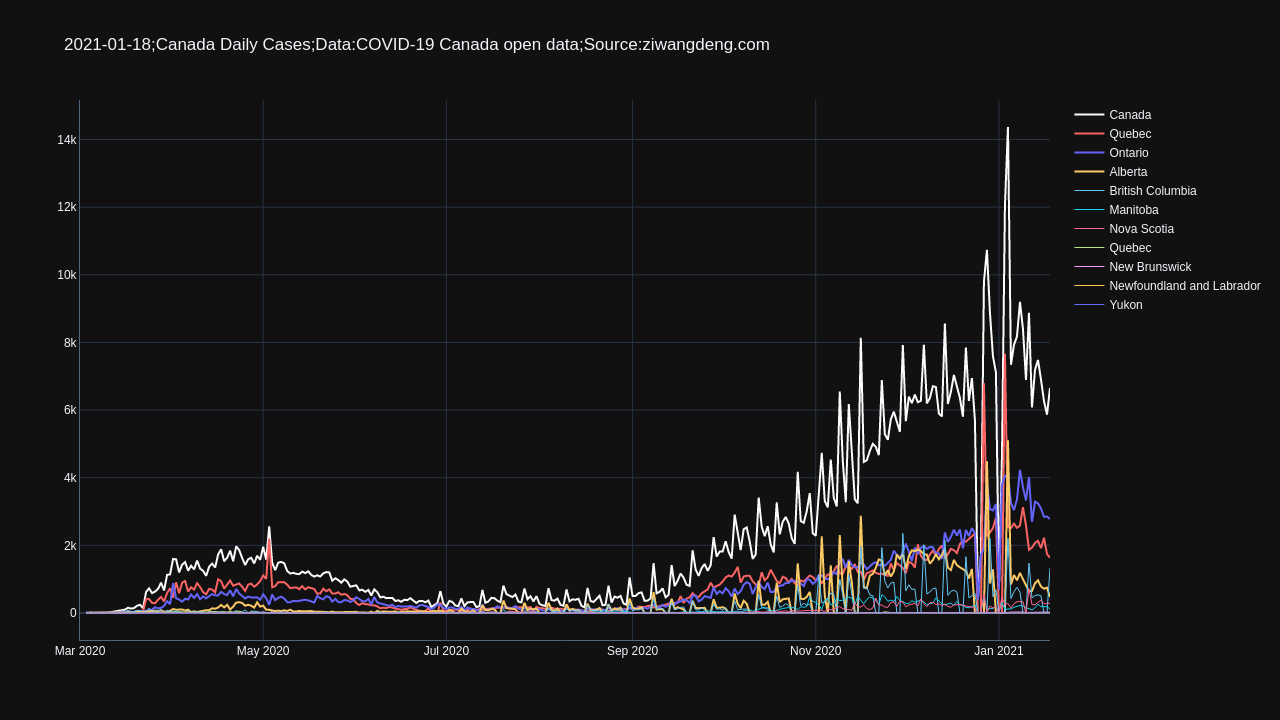 2021-01-18;Canada Daily Cases;Data:COVID-19 Canada open data;Source:ziwangdeng.com
14k
12k
10k
8k
6k
4k
2k
0
Mar 2020
May 2020
Jul 2020
Sep 2020
Nov 2020
Jan 2021
Canada
Quebec
Ontario
Alberta
British Columbia
Manitoba
Nova Scotia
Quebec
New Brunswick
Newfoundland and Labrador
Yukon